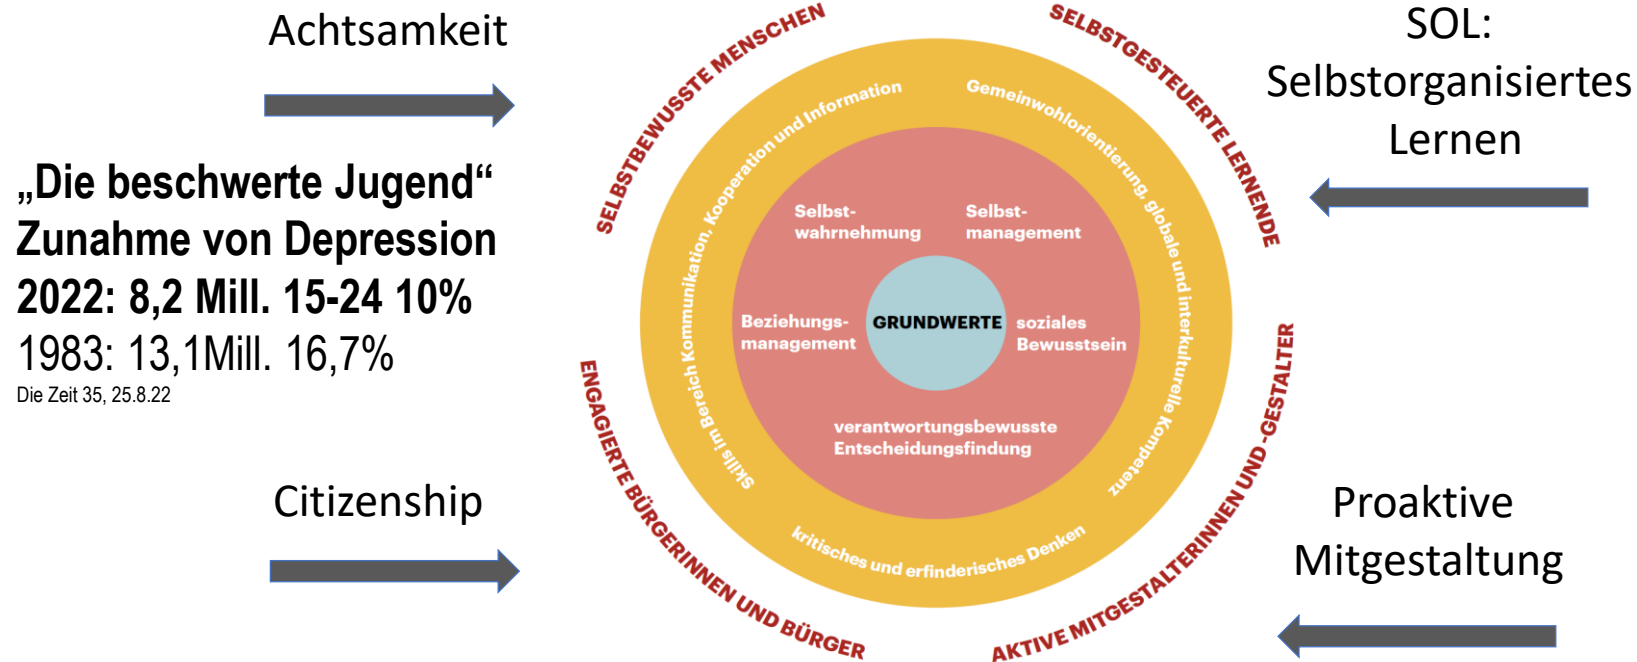 Achtsamkeit
„Die beschwerte Jugend“
Zunahme von Depression
2022: 8,2 Mill. 15-24 10%
1983: 13,1Mill. 16,7%
Die Zeit 35, 25.8.22
Citizenship
SELBSTBEWUSSTE MENSCHEN
SELBSTGESTEUERTE LERNENDE
ENGAGIERTE BÜRGERINNEN UND BÜRGER
AKTIVE MITGESTALTERINNEN UND -GESTALTER
Skills im Bereich Kommunikation, Kooperation und Information
Gemeinwohlorientierung, globale und interkulturelle Kompetenz
kritisches und erfinderisches Denken
Selbst-
wahrnehmung
Selbst-
management
Beziehungs-
management
GRUNDWERTE
soziales
Bewusstsein
verantwortungsbewusste
Entscheidungsfindung
SOL:
Selbstorganisiertes
Lernen
Proaktive
Mitgestaltung